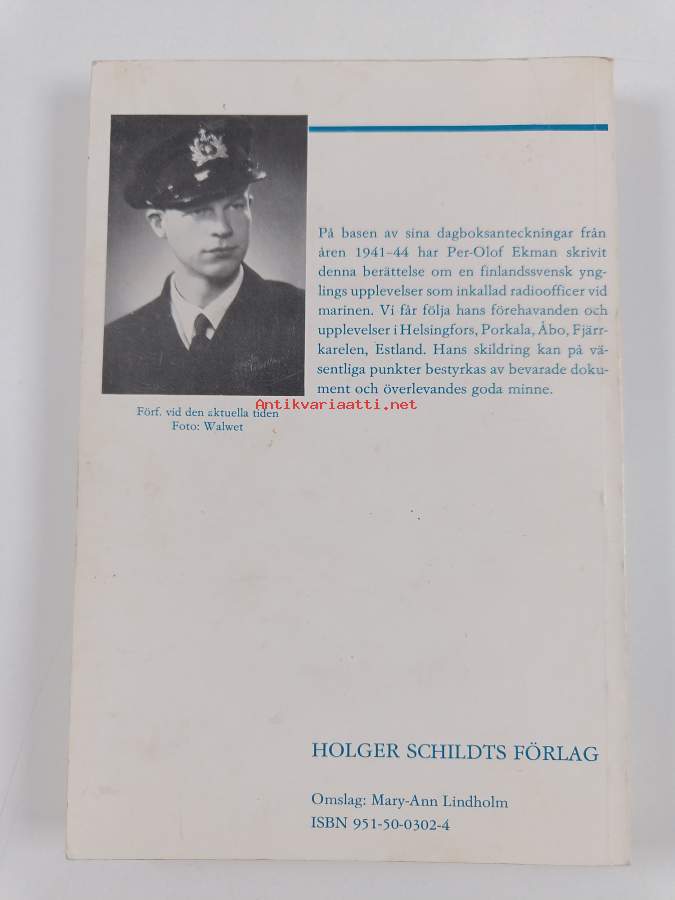 På basen av sina dagboksanteckningar från
åren 1941–44 har Per-Olof Ekman skrivit
denna berättelse om en finlandssvensk yng-
lings upplevelser som inkallad radioofficer vid
marinen. Vi får följa hans förehavanden och
upplevelser i Helsingfors, Porkala, Åbo, Fjärr-
karelen, Estland. Hans skildring kan på vä-
sentliga punkter bestyrkas av bevarade doku-
ment och överlevandes goda minne.
Antikvariaatti.net
Förf. vid den aktuella tiden
Foto: Walwet
HOLGER SCHILDTS FÖRLAG
Omslag: Mary-Ann Lindholm
ISBN 951-50-0302-4